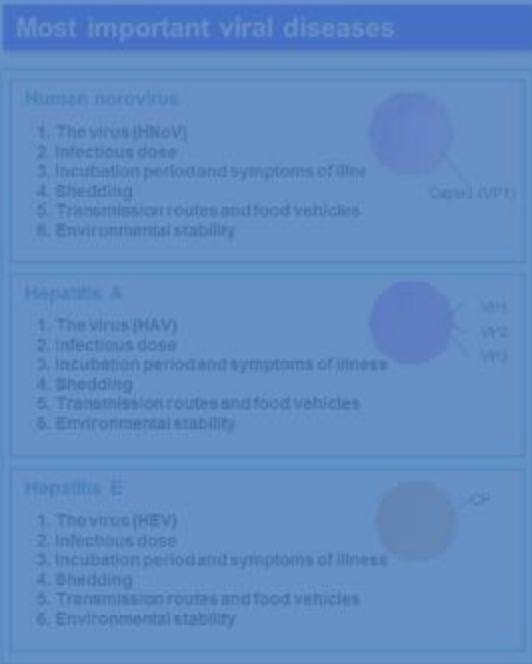 Most important viral diseases
Human norovirus
1. The virus (HNoV)
2. Infectious dose
3. Incubation period and symptoms of illne
4. Shedding
5. Transmission routes and food vehicles
6. Environmental stability
Capsid (VP1)
Hepatitis A
1. The virus (HAV)
2. Infectious dose
3. Incubation period and symptoms of illness
4. Shedding
5. Transmission routes and food vehicles
6. Environmental stability
VP1
VP2
VP3
Hepatitis E
1. The virus (HEV)
2. Infectious dose
3. Incubation period and symptoms of illness
4. Shedding
5. Transmission routes and food vehicles
6. Environmental stability
CP